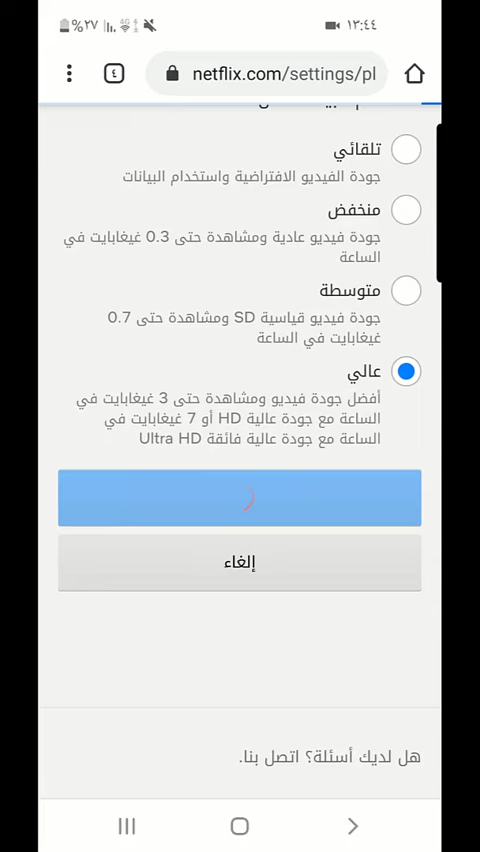 ٢٧% 4G ١٣:٤٤
٤ netflix.com/settings/pl
تلقائي
جودة الفيديو الافتراضية واستخدام البيانات
منخفض
جودة فيديو عادية ومشاهدة حتى 0.3 غيغابايت في
الساعة
متوسطة
جودة فيديو قياسية SD ومشاهدة حتى 0.7
غيغابايت في الساعة
عالي
أفضل جودة فيديو ومشاهدة حتى 3 غيغابايت في
الساعة مع جودة عالية HD أو 7 غيغابايت في
الساعة مع جودة عالية فائقة Ultra HD
إلغاء
هل لديك أسئلة؟ اتصل بنا.